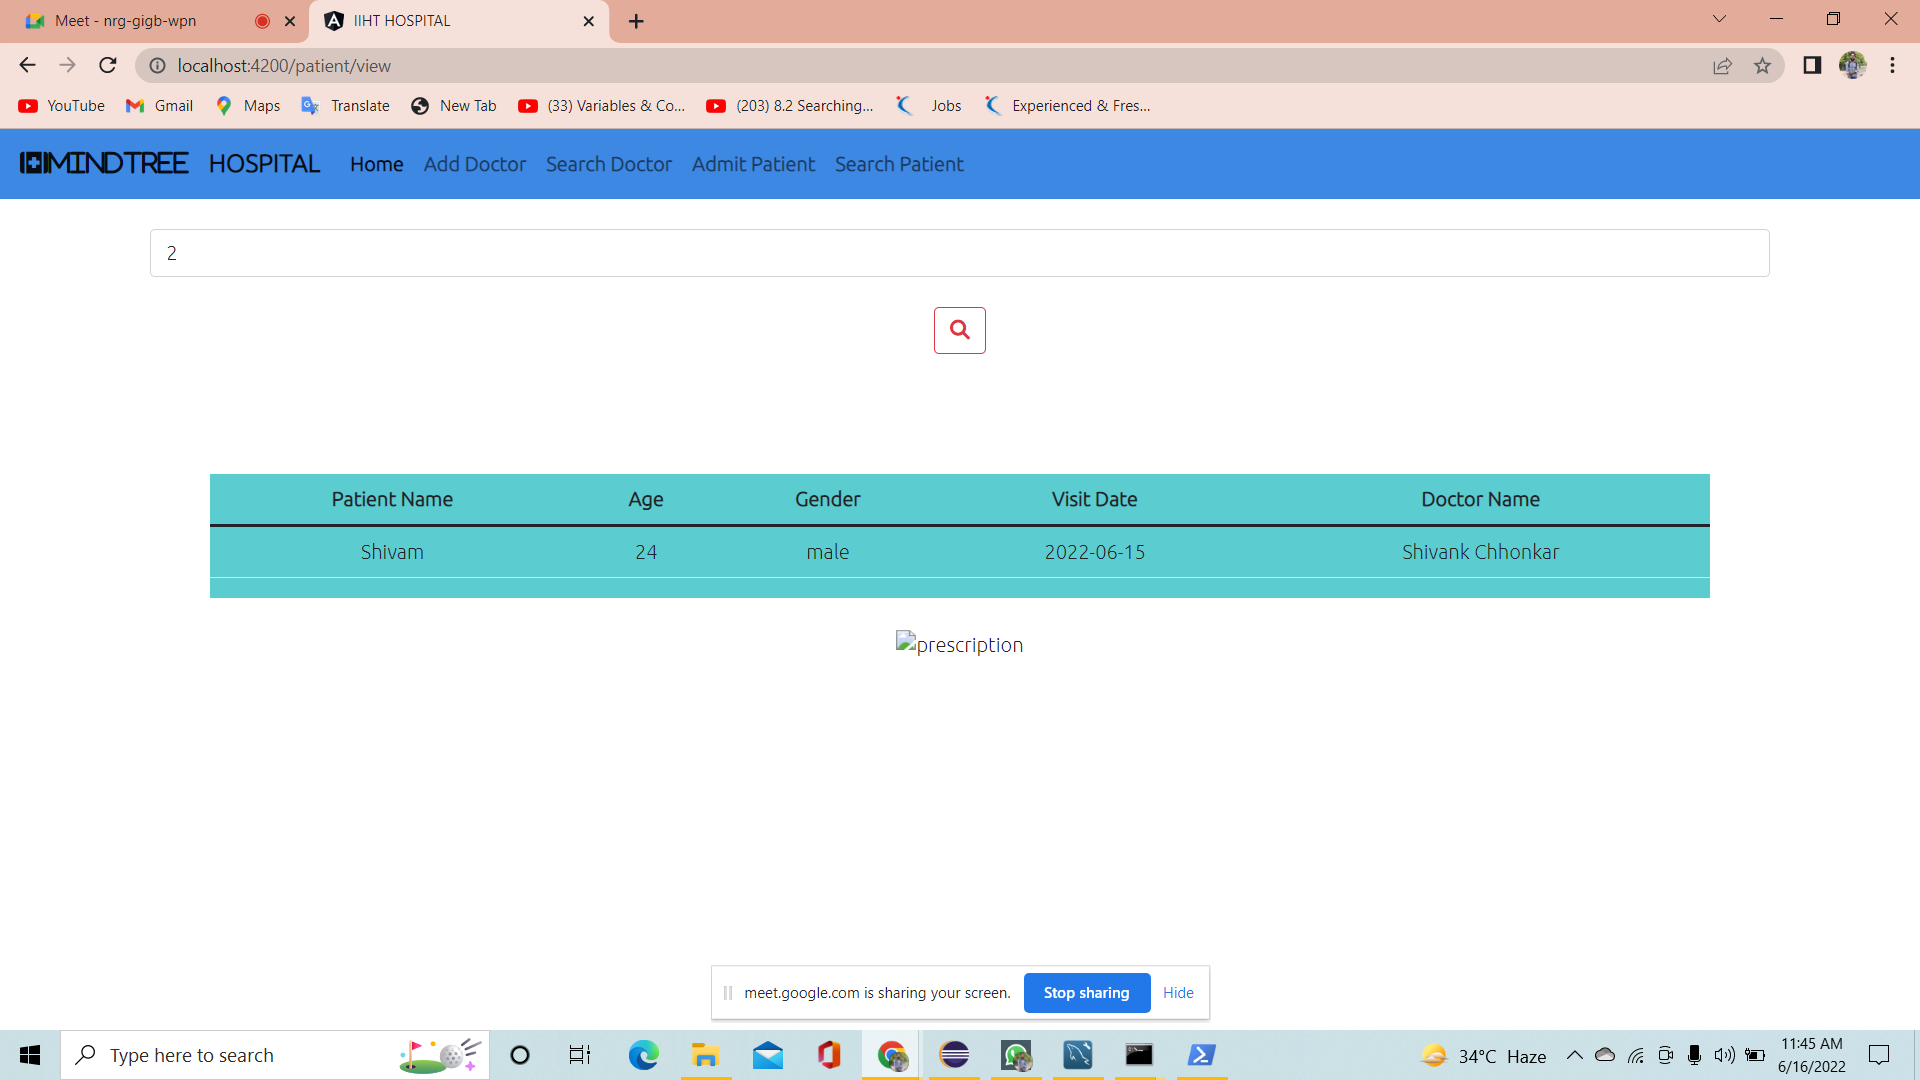 Meet - nrg-gigb-wpn
IIHT HOSPITAL
localhost:4200/patient/view
YouTube Gmail Maps Translate New Tab (33) Variables & Co... (203) 8.2 Searching... Jobs Experienced & Fres...
MINDTREE HOSPITAL Home Add Doctor Search Doctor Admit Patient Search Patient
2
Patient Name Age Gender Visit Date Doctor Name
Shivam 24 male 2022-06-15 Shivank Chhonkar
prescription
meet.google.com is sharing your screen. Stop sharing Hide
Type here to search
34°C Haze
11:45 AM
6/16/2022